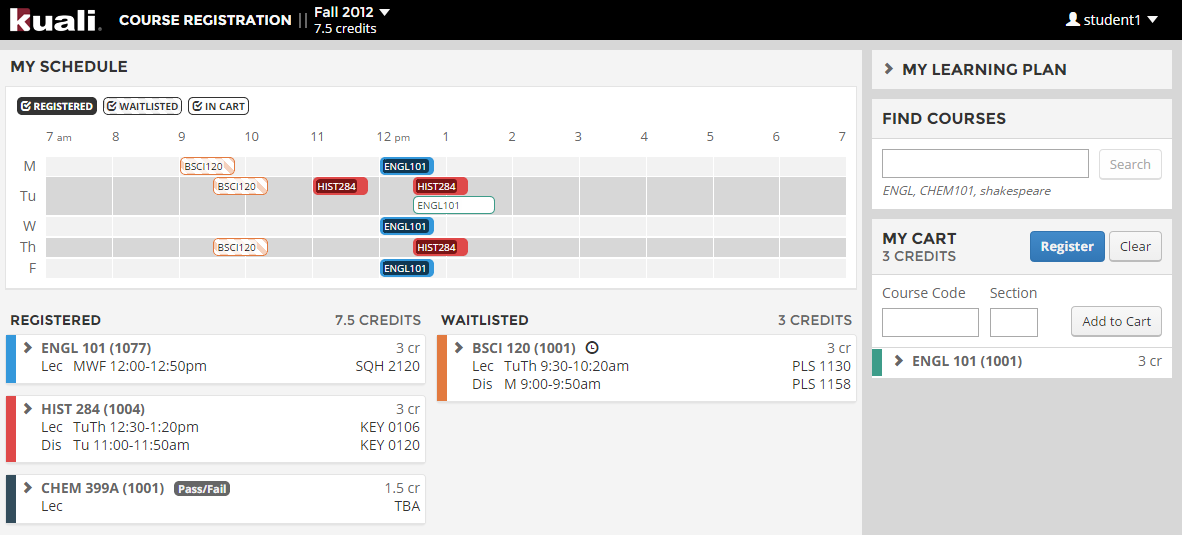 kuali. COURSE REGISTRATION || Fall 2012
7.5 credits
student1
MY SCHEDULE
REGISTERED WAITLISTED IN CART
7 am 8 9 10 11 12 pm 1 2 3 4 5 6 7
M BSCI120 ENGL101
Tu BSCI120 HIST284 HIST284
ENGL101
W ENGL101
Th BSCI120 HIST284
F ENGL101
REGISTERED 7.5 CREDITS
ENGL 101 (1077) 3 cr
Lec MWF 12:00-12:50pm SQH 2120
HIST 284 (1004) 3 cr
Lec TuTh 12:30-1:20pm KEY 0106
Dis Tu 11:00-11:50am KEY 0120
CHEM 399A (1001) Pass/Fail 1.5 cr
Lec TBA
WAITLISTED 3 CREDITS
BSCI 120 (1001) 3 cr
Lec TuTh 9:30-10:20am PLS 1130
Dis M 9:00-9:50am PLS 1158
MY LEARNING PLAN
FIND COURSES
Search
ENGL, CHEM101, shakespeare
MY CART
3 CREDITS
Register Clear
Course Code Section
Add to Cart
ENGL 101 (1001) 3 cr